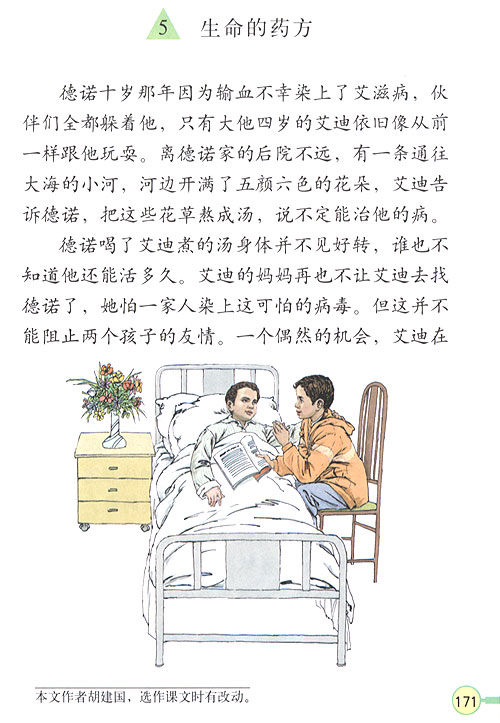 5 生命的药方
德诺十岁那年因为输血不幸染上了艾滋病，伙
伴们全都躲着他，只有大他四岁的艾迪依旧像从前
一样跟他玩耍。离德诺家的后院不远，有一条通往
大海的小河，河边开满了五颜六色的花朵，艾迪告
诉德诺，把这些花草熬成汤，说不定能治他的病。
德诺喝了艾迪煮的汤身体并不见好转，谁也不
知道他还能活多久。艾迪的妈妈再也不让艾迪去找
德诺了，她怕一家人染上这可怕的病毒。但这并不
能阻止两个孩子的友情。一个偶然的机会，艾迪在
本文作者胡建国，选作课文时有改动。
171